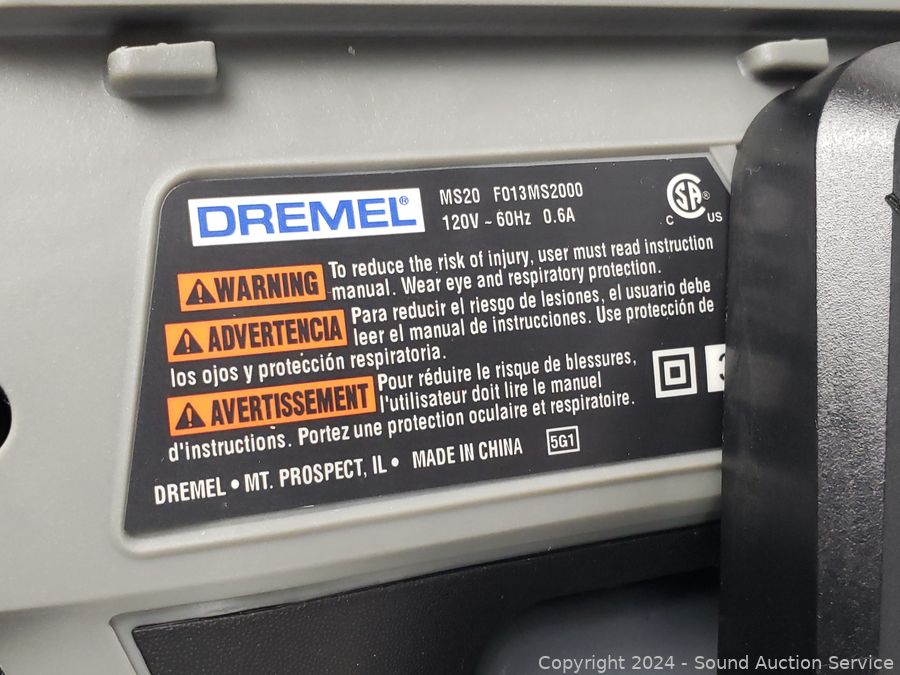 DREMEL®
MS20 F013MS2000
120V ~ 60Hz 0.6A
CSA®
C US
WARNING To reduce the risk of injury, user must read instruction
manual. Wear eye and respiratory protection.
ADVERTENCIA Para reducir el riesgo de lesiones, el usuario debe
leer el manual de instrucciones. Use protección de
los ojos y protección respiratoria.
AVERTISSEMENT Pour réduire le risque de blessures,
l'utilisateur doit lire le manuel
d'instructions. Portez une protection oculaire et respiratoire.
DREMEL • MT. PROSPECT, IL • MADE IN CHINA 5G1
Copyright © 2024 - Sound Auction Service